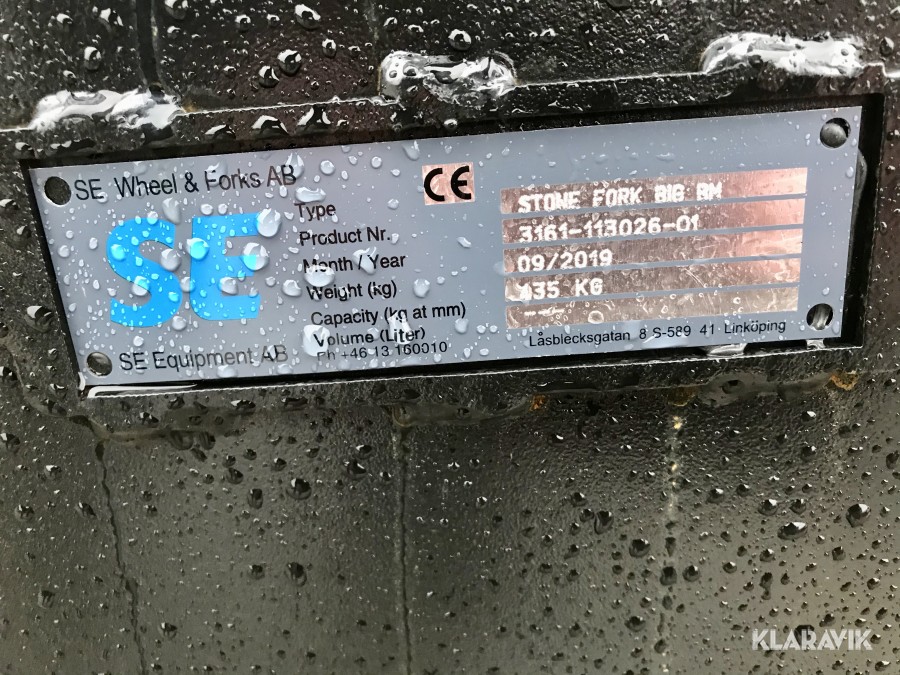 SE Wheel & Forks AB
SE
SE Equipment AB
CE
Type STONE FORK BIG BM
Product Nr. 3161-113026-01
Month / Year 09/2019
Weight (kg) 435 KG
Capacity (kg at mm)
Volume (Liter)
Ph +46 13 160010
Låsblecksgatan 8 S-589 41 Linköping
KLARAVIK